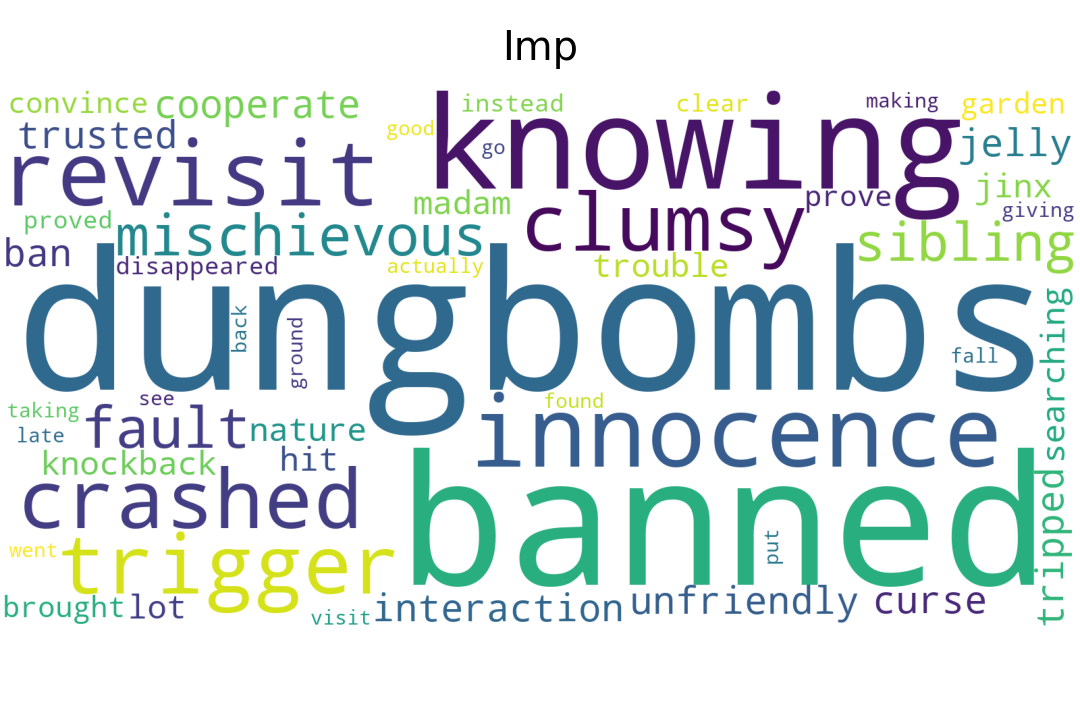 Imp
convince cooperate instead clear making garden
trusted good go knowing jelly
revisit madam clumsy prove jinx
proved mischievous giving
ban disappeared actually trouble sibling
dungbombs
back ground fall searching
see found
taking fault nature innocence
late
knockback hit
crashed banned tripped
went trigger put
brought lot visit interaction unfriendly curse